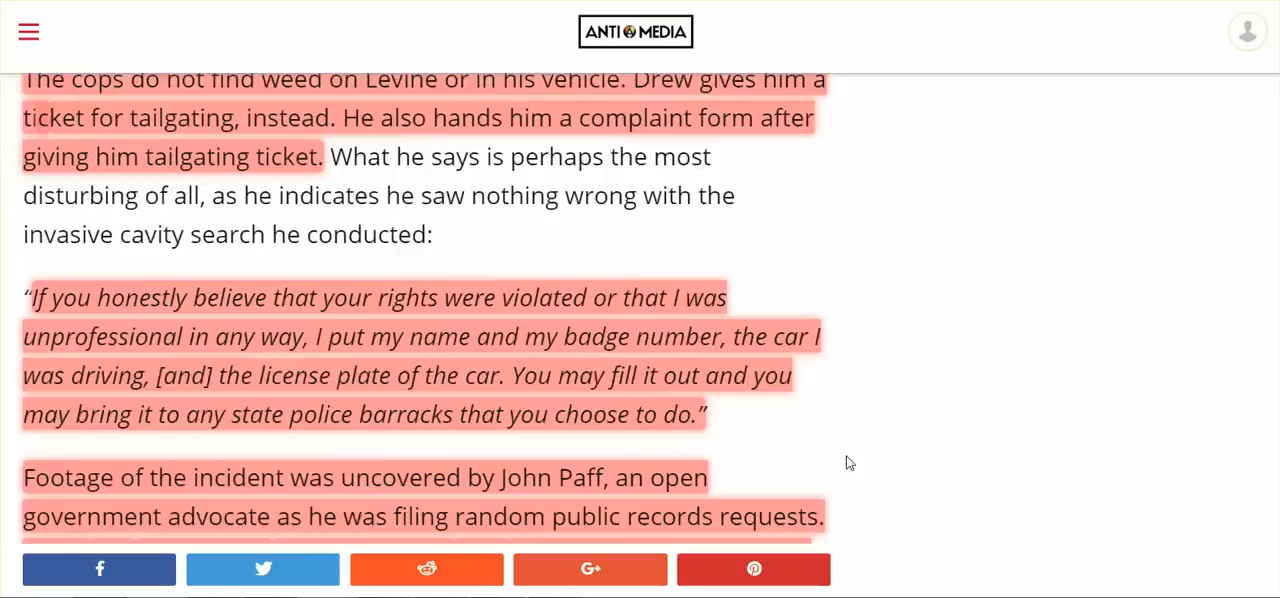 ANTI MEDIA
The cops do not find weed on Levine or in his vehicle. Drew gives him a
ticket for tailgating, instead. He also hands him a complaint form after
giving him tailgating ticket. What he says is perhaps the most
disturbing of all, as he indicates he saw nothing wrong with the
invasive cavity search he conducted:
“If you honestly believe that your rights were violated or that I was
unprofessional in any way, I put my name and my badge number, the car I
was driving, [and] the license plate of the car. You may fill it out and you
may bring it to any state police barracks that you choose to do.”
Footage of the incident was uncovered by John Paff, an open
government advocate as he was filing random public records requests.
f
G+